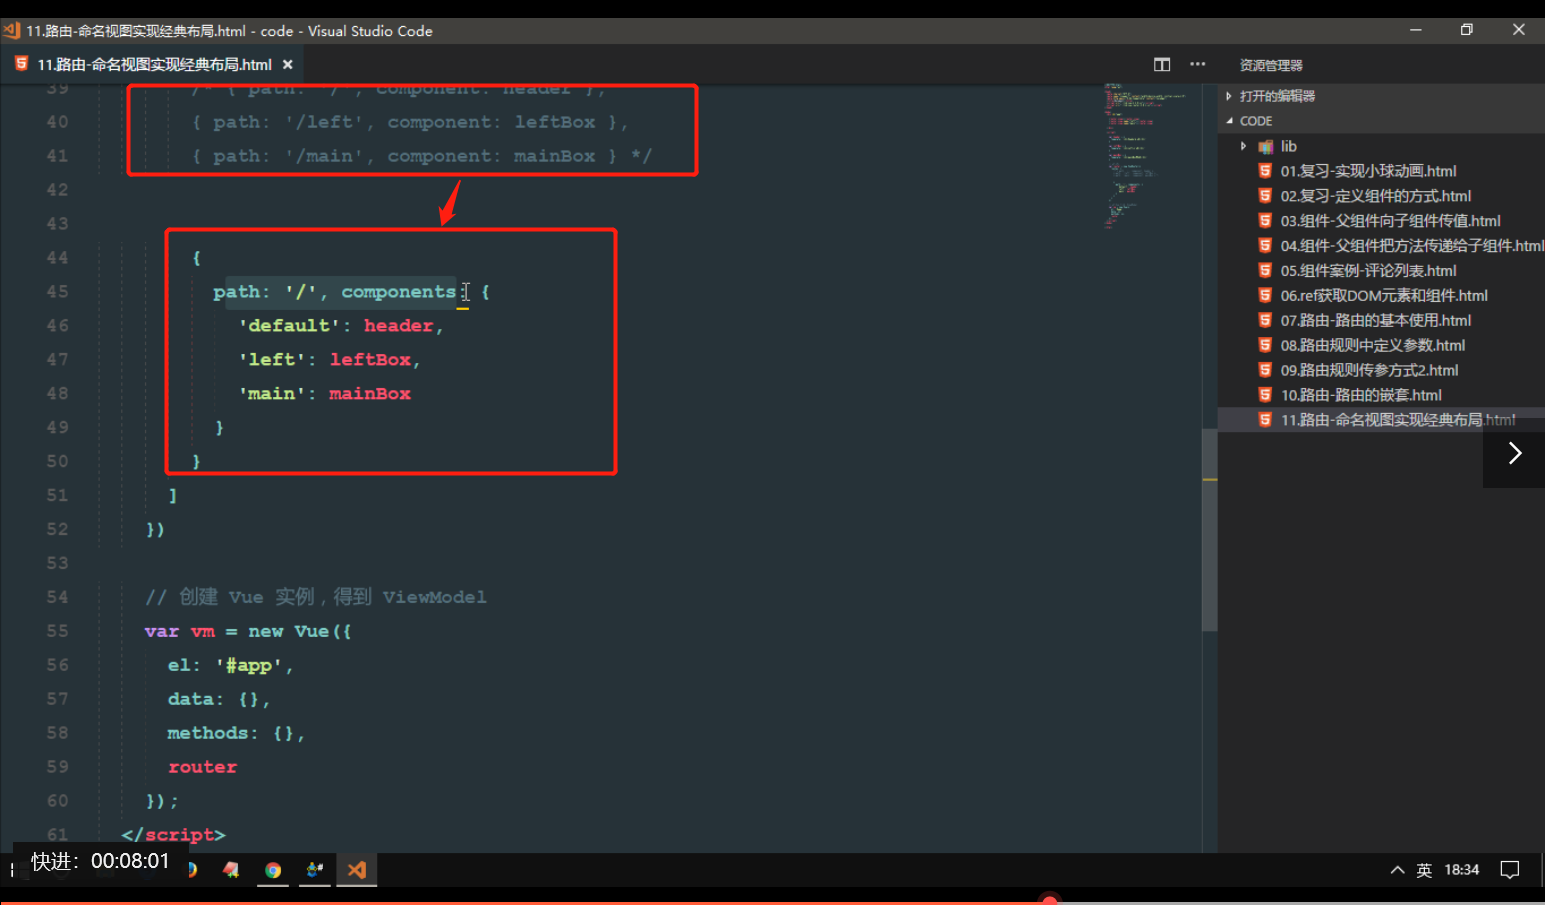 11.路由-命名视图实现经典布局.html - code - Visual Studio Code
11.路由-命名视图实现经典布局.html ×
39 /* { path: '/', component: header },
40 { path: '/left', component: leftBox },
41 { path: '/main', component: mainBox } */
42
43
44 {
45 path: '/', components: {
46 'default': header,
47 'left': leftBox,
48 'main': mainBox
49 }
50 }
51 ]
52 })
53
54 // 创建 Vue 实例，得到 ViewModel
55 var vm = new Vue({
56 el: '#app',
57 data: {},
58 methods: {},
59 router
60 });
61 </script>
资源管理器
打开的编辑器
CODE
lib
01.复习-实现小球动画.html
02.复习-定义组件的方式.html
03.组件-父组件向子组件传值.html
04.组件-父组件把方法传递给子组件.html
05.组件案例-评论列表.html
06.ref获取DOM元素和组件.html
07.路由-路由的基本使用.html
08.路由规则中定义参数.html
09.路由规则传参方式2.html
10.路由-路由的嵌套.html
11.路由-命名视图实现经典布局.html
快进：00:08:01
英 18:34